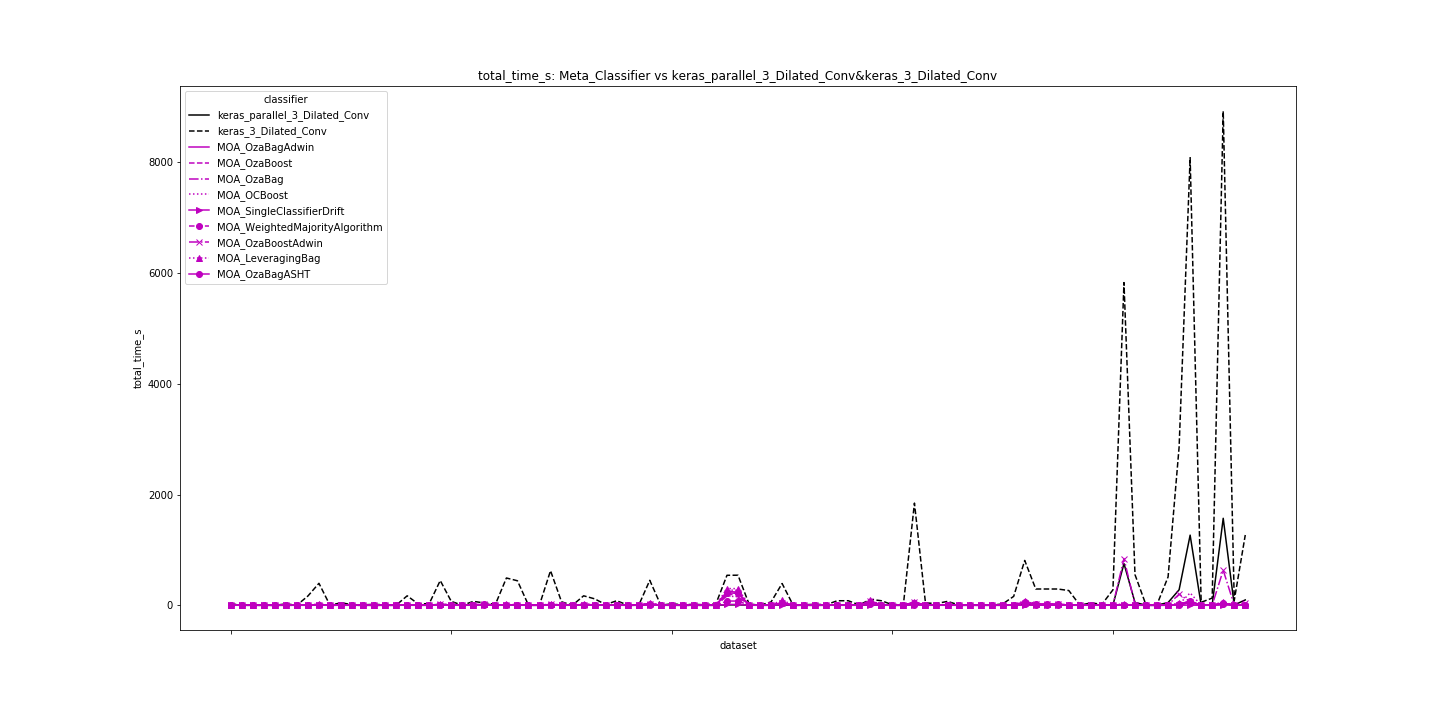 total_time_s: Meta_Classifier vs keras_parallel_3_Dilated_Conv&keras_3_Dilated_Conv
classifier
keras_parallel_3_Dilated_Conv
keras_3_Dilated_Conv
MOA_OzaBagAdwin
MOA_OzaBoost
MOA_OzaBag
MOA_OCBoost
MOA_SingleClassifierDrift
MOA_WeightedMajorityAlgorithm
MOA_OzaBoostAdwin
MOA_LeveragingBag
MOA_OzaBagASHT
8000
6000
4000
2000
0
total_time_s
dataset